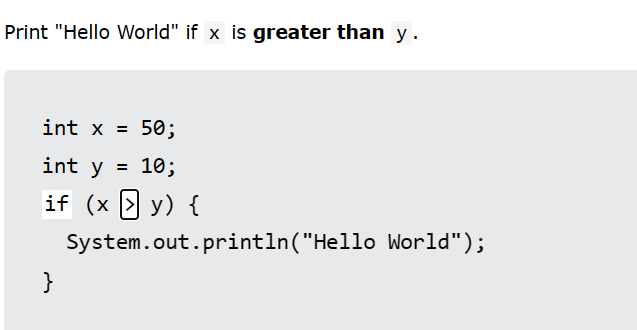 Print "Hello World" if x is greater than y.
int x = 50;
int y = 10;
if (x > y) {
  System.out.println("Hello World");
}